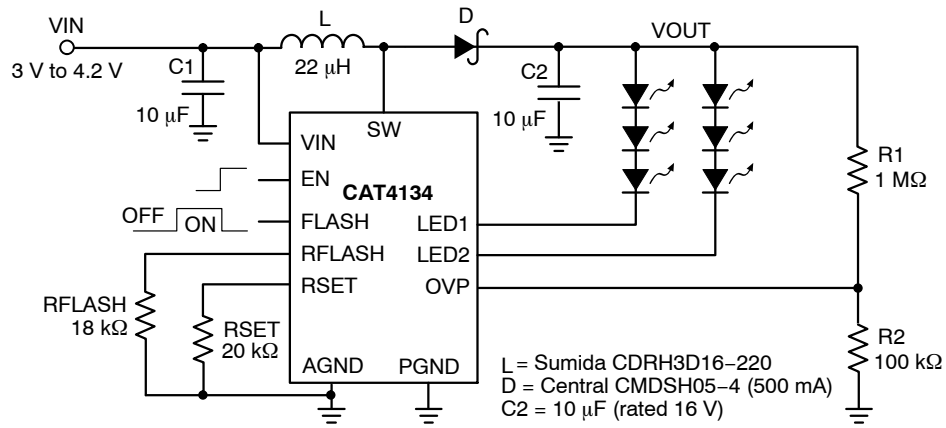 VIN
3 V to 4.2 V
C1
10 μF
L
22 μH
D
C2
10 μF
VOUT
R1
1 MΩ
SW
VIN
EN
CAT4134
OFF
ON
FLASH
LED1
RFLASH
LED2
RSET
OVP
RFLASH
18 kΩ
RSET
20 kΩ
AGND
PGND
R2
100 kΩ
L = Sumida CDRH3D16−220
D = Central CMDSH05−4 (500 mA)
C2 = 10 μF (rated 16 V)